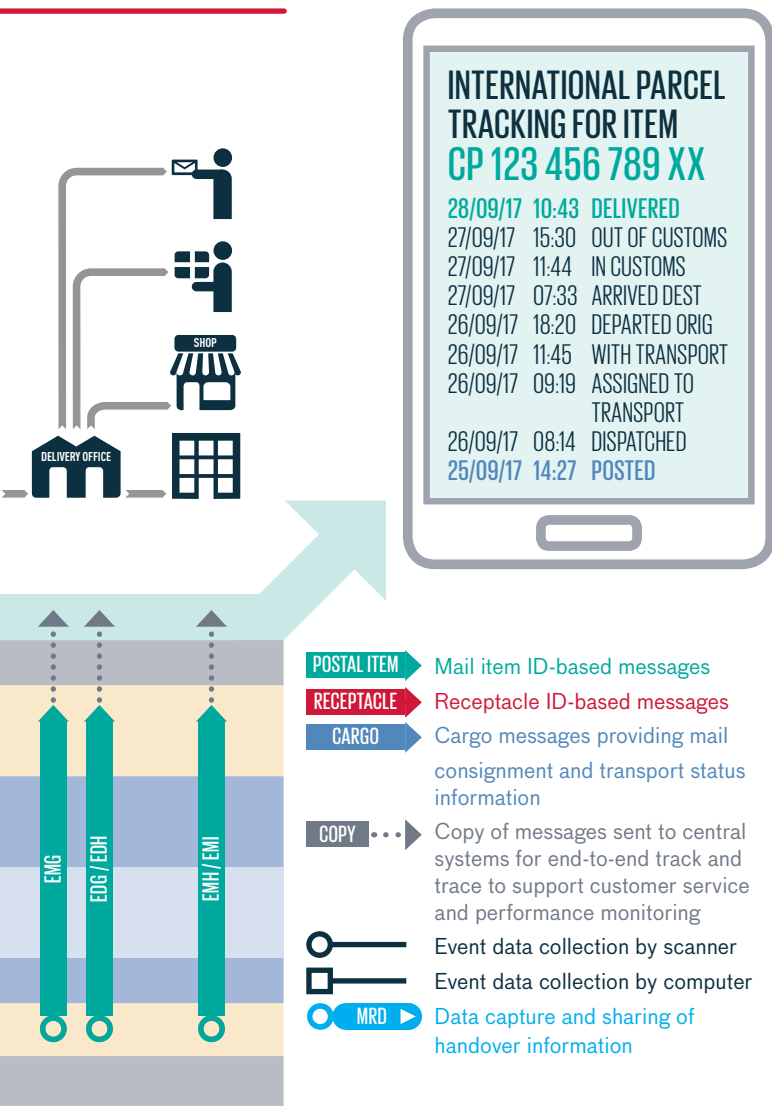 INTERNATIONAL PARCEL
TRACKING FOR ITEM
CP 123 456 789 XX
28/09/17 10:43 DELIVERED
27/09/17 15:30 OUT OF CUSTOMS
27/09/17 11:44 IN CUSTOMS
27/09/17 07:33 ARRIVED DEST
26/09/17 18:20 DEPARTED ORIG
26/09/17 11:45 WITH TRANSPORT
26/09/17 09:19 ASSIGNED TO
TRANSPORT
26/09/17 08:14 DISPATCHED
25/09/17 14:27 POSTED
SHOP
DELIVERY OFFICE
EMG
EDG / EDH
EMH / EMI
POSTAL ITEM Mail item ID-based messages
RECEPTACLE Receptacle ID-based messages
CARGO Cargo messages providing mail
consignment and transport status
information
COPY Copy of messages sent to central
systems for end-to-end track and
trace to support customer service
and performance monitoring
Event data collection by scanner
Event data collection by computer
MRD Data capture and sharing of
handover information